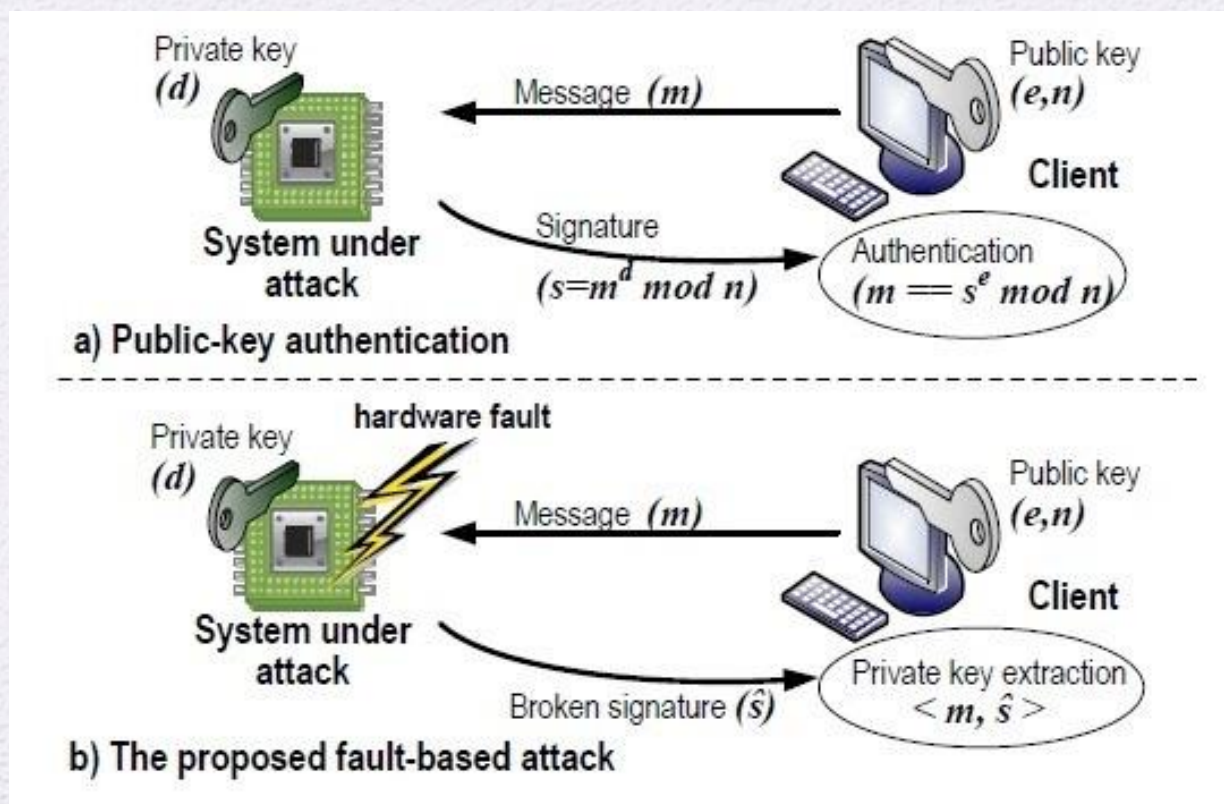 Private key
(d)
Message (m)
Public key
(e,n)
Client
System under
attack
Signature
(s=m^d mod n)
Authentication
(m == s^e mod n)
a) Public-key authentication
hardware fault
Private key
(d)
Message (m)
Public key
(e,n)
Client
System under
attack
Broken signature (ŝ)
Private key extraction
< m, ŝ >
b) The proposed fault-based attack